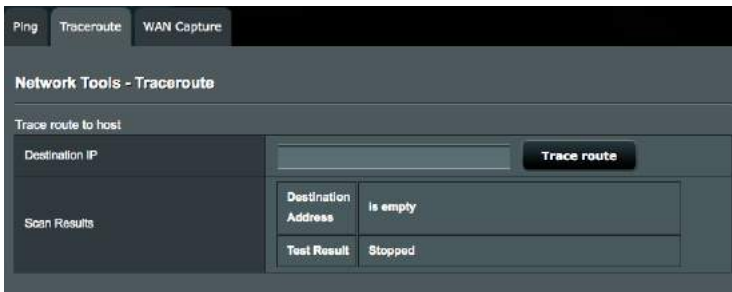 Ping Traceroute WAN Capture
Network Tools - Traceroute
Trace route to host
Destination IP Trace route
Scan Results
Destination Address is empty
Test Result Stopped